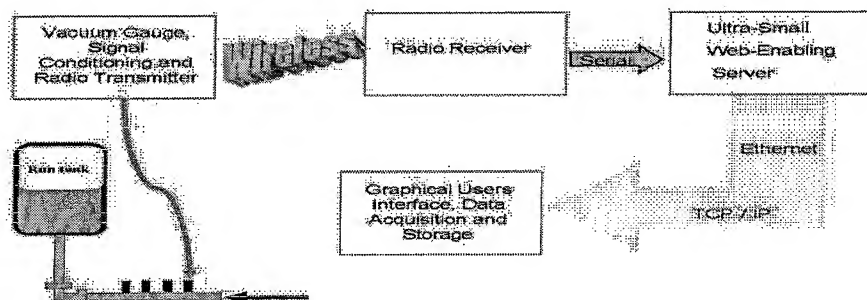 Vacuum Gauge,
Signal
Conditioning and
Radio Transmitter
Wireless
Radio Receiver
Serial
Ultra-Small
Web-Enabling
Server
Ethernet
TCP / IP
Run tank
Graphical Users
Interface, Data
Acquisition and
Storage